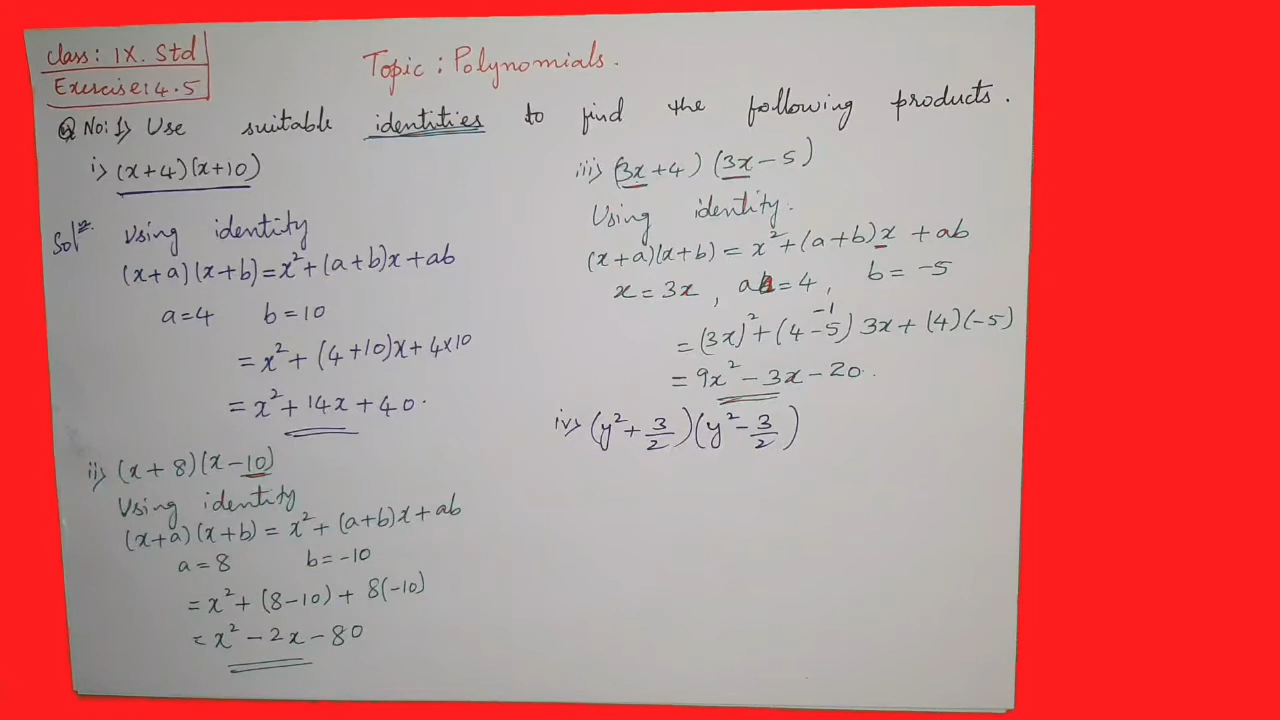 Class: IX. Std
Exercise: 4.5
Topic: Polynomials.
Q No: 1) Use suitable identities to find the following products.
i) (x+4)(x+10)
Sol Using identity
(x+a)(x+b)=x²+(a+b)x+ab
a=4 b=10
=x²+(4+10)x+4×10
=x²+14x+40.
ii) (x+8)(x-10)
Using identity
(x+a)(x+b)=x²+(a+b)x+ab
a=8 b=-10
=x²+(8-10)+8(-10)
=x²-2x-80
iii) (3x+4)(3x-5)
Using identity.
(x+a)(x+b)=x²+(a+b)x+ab
x=3x, a=4, b=-5
-1
=(3x)²+(4-5)3x+(4)(-5)
=9x²-3x-20.
iv) (y²+3/2)(y²-3/2)